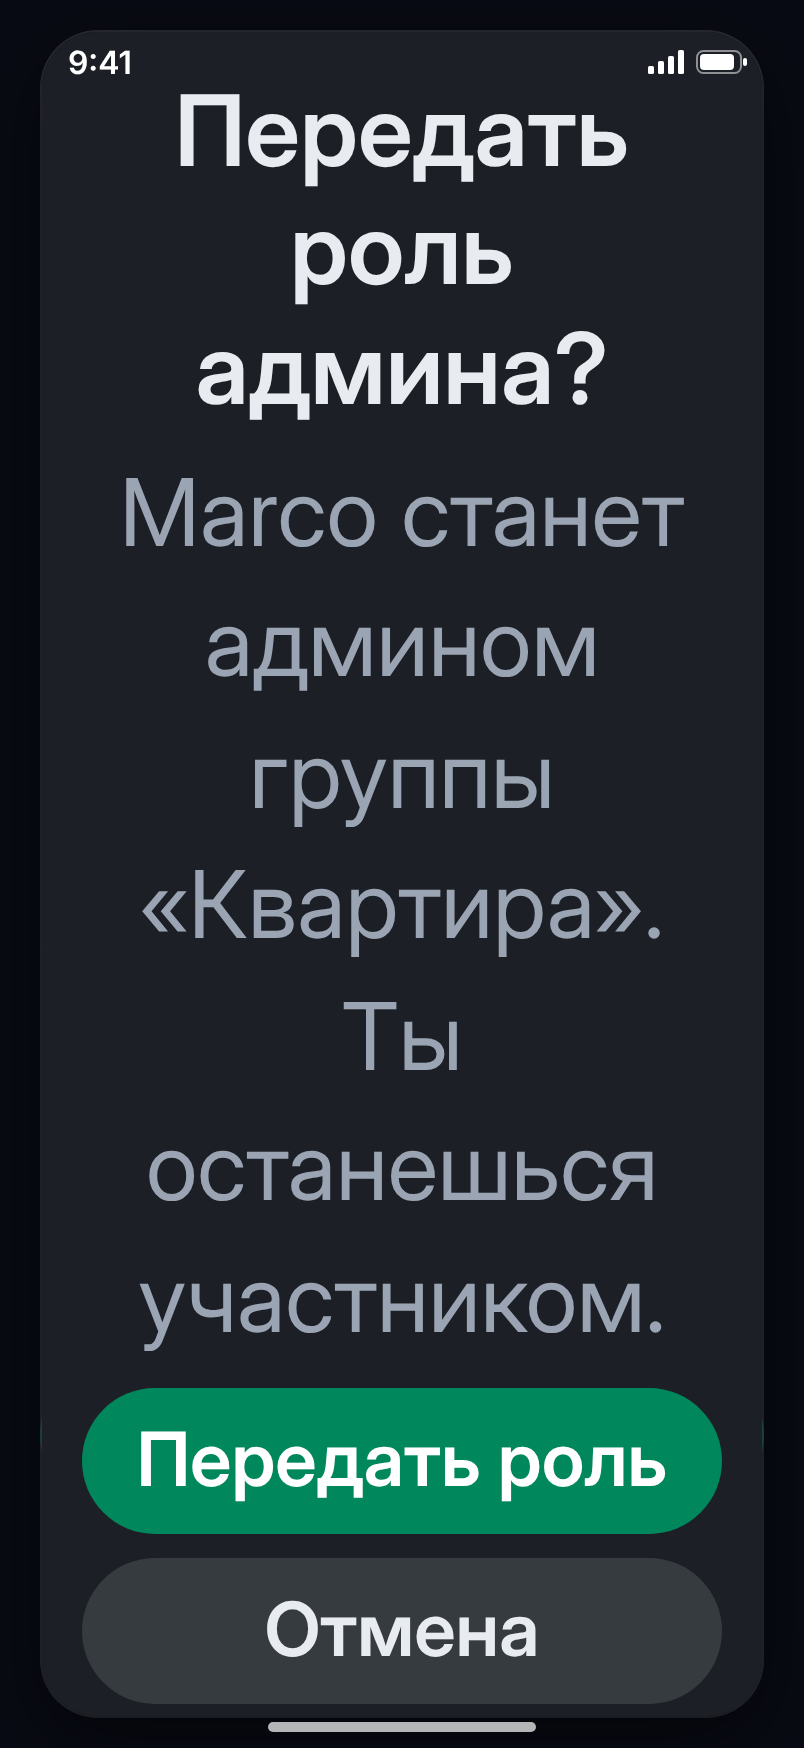 9:41
Передать
роль
админа?
Marco станет
админом
группы
«Квартира».
Ты
останешься
участником.
Передать роль
Отмена